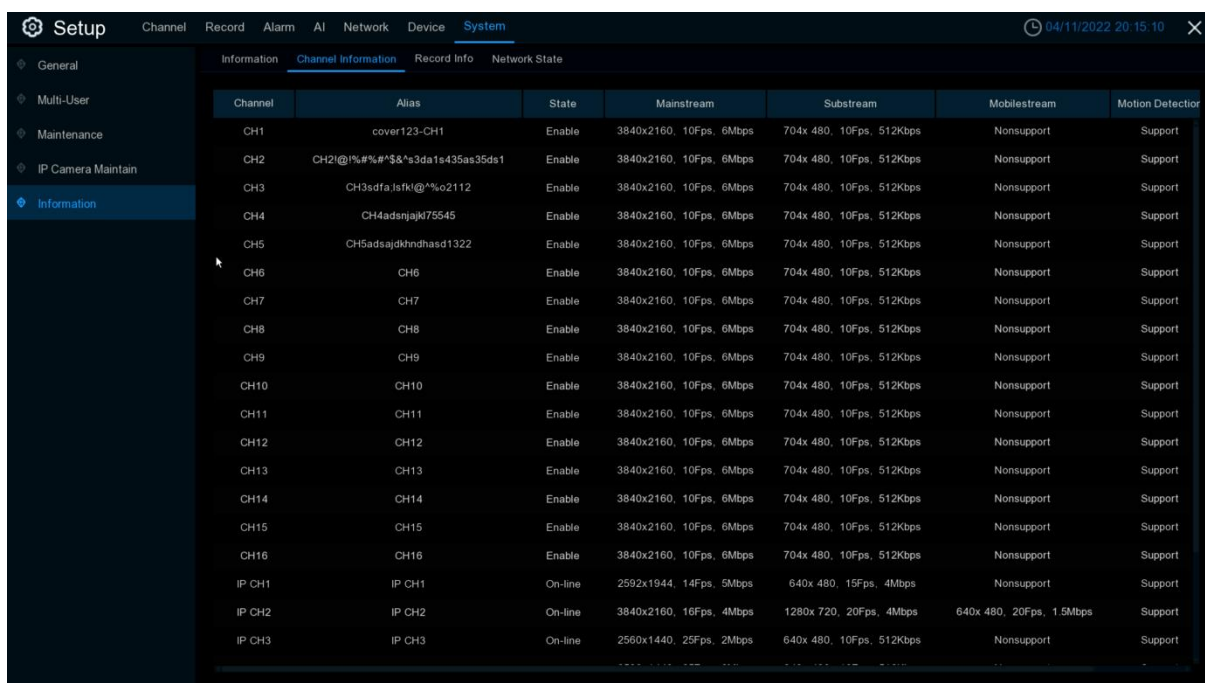 Setup Channel Record Alarm AI Network Device System 04/11/2022 20:15:10
General
Multi-User
Maintenance
IP Camera Maintain
Information
Information Channel Information Record Info Network State
Channel Alias State Mainstream Substream Mobilestream Motion Detection
CH1 cover123-CH1 Enable 3840x2160, 10Fps, 6Mbps 704x 480, 10Fps, 512Kbps Nonsupport Support
CH2 CH2!@!%#%#^$&^s3da1s435as35ds1 Enable 3840x2160, 10Fps, 6Mbps 704x 480, 10Fps, 512Kbps Nonsupport Support
CH3 CH3sdfa;lsfk!@^%o2112 Enable 3840x2160, 10Fps, 6Mbps 704x 480, 10Fps, 512Kbps Nonsupport Support
CH4 CH4adsnjajkl75545 Enable 3840x2160, 10Fps, 6Mbps 704x 480, 10Fps, 512Kbps Nonsupport Support
CH5 CH5adsajdkhndhasd1322 Enable 3840x2160, 10Fps, 6Mbps 704x 480, 10Fps, 512Kbps Nonsupport Support
CH6 CH6 Enable 3840x2160, 10Fps, 6Mbps 704x 480, 10Fps, 512Kbps Nonsupport Support
CH7 CH7 Enable 3840x2160, 10Fps, 6Mbps 704x 480, 10Fps, 512Kbps Nonsupport Support
CH8 CH8 Enable 3840x2160, 10Fps, 6Mbps 704x 480, 10Fps, 512Kbps Nonsupport Support
CH9 CH9 Enable 3840x2160, 10Fps, 6Mbps 704x 480, 10Fps, 512Kbps Nonsupport Support
CH10 CH10 Enable 3840x2160, 10Fps, 6Mbps 704x 480, 10Fps, 512Kbps Nonsupport Support
CH11 CH11 Enable 3840x2160, 10Fps, 6Mbps 704x 480, 10Fps, 512Kbps Nonsupport Support
CH12 CH12 Enable 3840x2160, 10Fps, 6Mbps 704x 480, 10Fps, 512Kbps Nonsupport Support
CH13 CH13 Enable 3840x2160, 10Fps, 6Mbps 704x 480, 10Fps, 512Kbps Nonsupport Support
CH14 CH14 Enable 3840x2160, 10Fps, 6Mbps 704x 480, 10Fps, 512Kbps Nonsupport Support
CH15 CH15 Enable 3840x2160, 10Fps, 6Mbps 704x 480, 10Fps, 512Kbps Nonsupport Support
CH16 CH16 Enable 3840x2160, 10Fps, 6Mbps 704x 480, 10Fps, 512Kbps Nonsupport Support
IP CH1 IP CH1 On-line 2592x1944, 14Fps, 5Mbps 640x 480, 15Fps, 4Mbps Nonsupport Support
IP CH2 IP CH2 On-line 3840x2160, 16Fps, 4Mbps 1280x 720, 20Fps, 4Mbps 640x 480, 20Fps, 1.5Mbps Support
IP CH3 IP CH3 On-line 2560x1440, 25Fps, 2Mbps 640x 480, 10Fps, 512Kbps Nonsupport Support